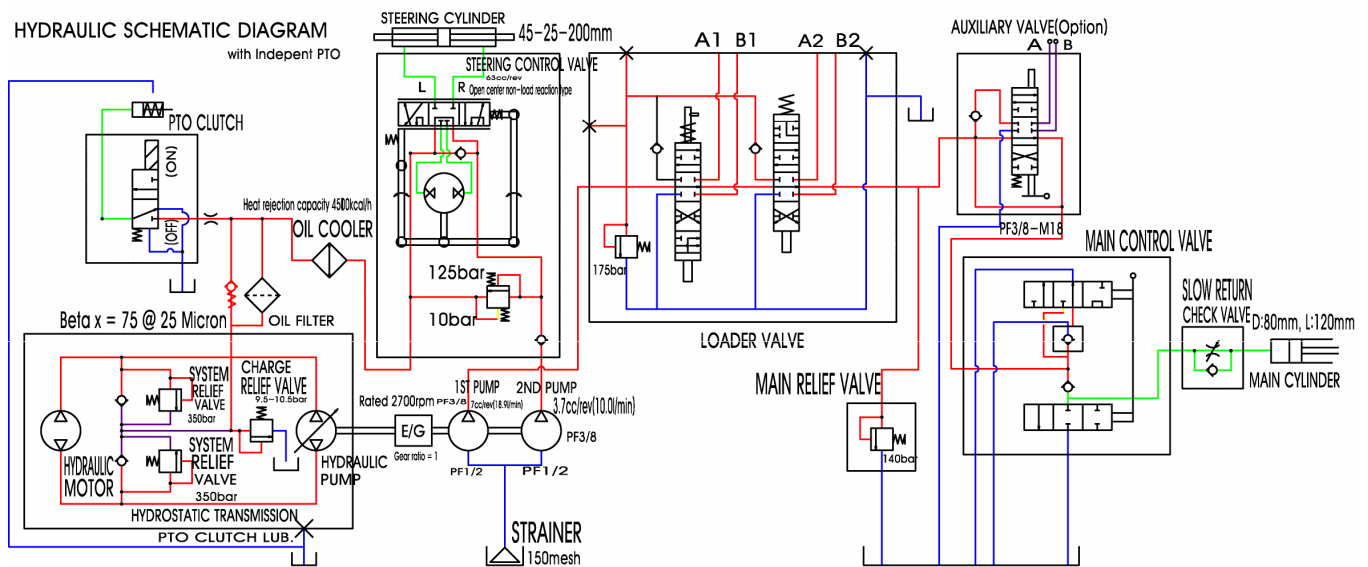 HYDRAULIC SCHEMATIC DIAGRAM
with Indepent PTO
STEERING CYLINDER
45-25-200mm
STEERING CONTROL VALVE
63cc/rev
Open center non-load reaction type
L
R
A1
B1
A2
B2
AUXILIARY VALVE(Option)
A
B
PTO CLUTCH
(ON)
(OFF)
Heat rejection capacity 4500kcal/h
OIL COOLER
OIL FILTER
Beta x = 75 @ 25 Micron
125bar
10bar
175bar
LOADER VALVE
PF3/8-M18
MAIN CONTROL VALVE
SLOW RETURN
CHECK VALVE
D:80mm, L:120mm
MAIN CYLINDER
MAIN RELIEF VALVE
140bar
SYSTEM
RELIEF
VALVE
350bar
CHARGE
RELIEF VALVE
9.5-10.5bar
SYSTEM
RELIEF
VALVE
350bar
HYDRAULIC
MOTOR
HYDRAULIC
PUMP
HYDROSTATIC TRANSMISSION
PTO CLUTCH LUB.
Rated 2700rpm
E/G
Gear ratio = 1
1ST PUMP
PF3/8
7cc/rev(18.9l/min)
2ND PUMP
3.7cc/rev(10.0l/min)
PF3/8
PF1/2
PF1/2
STRAINER
150mesh